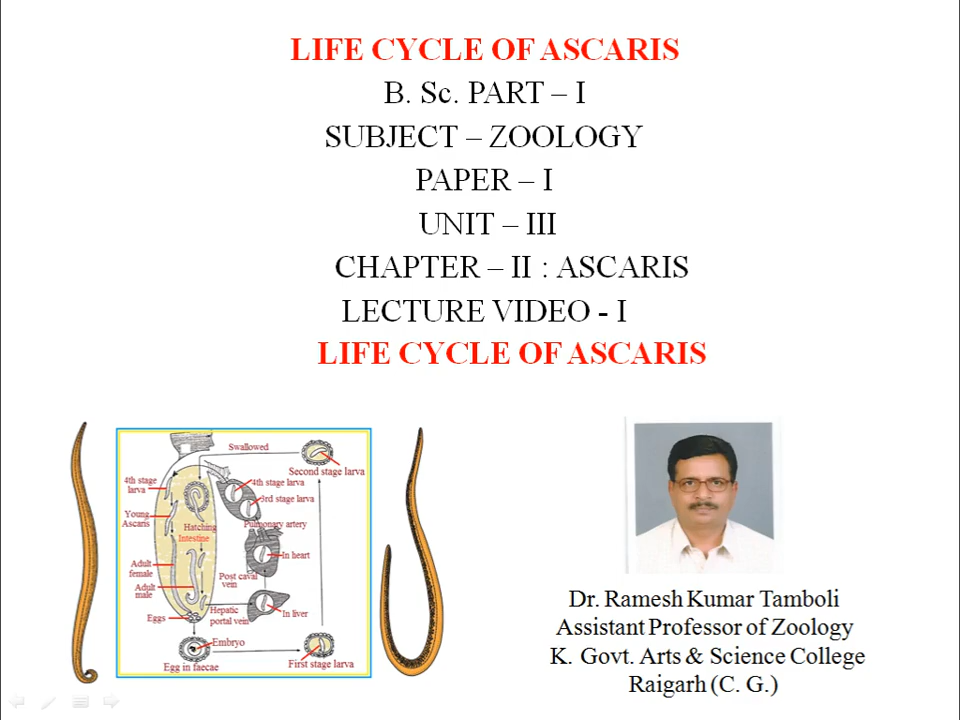 LIFE CYCLE OF ASCARIS
B. Sc. PART – I
SUBJECT – ZOOLOGY
PAPER – I
UNIT – III
CHAPTER – II : ASCARIS
LECTURE VIDEO - I
LIFE CYCLE OF ASCARIS
Swallowed
Second stage larva
4th stage
larva
4th stage larva
3rd stage larva
Young
Ascaris
Hatching
Pulmonary artery
Intestine
In heart
Adult
female
Post caval
vein
Adult
male
Hepatic
portal vein
In liver
Eggs
Embryo
Egg in faecae
First stage larva
Dr. Ramesh Kumar Tamboli
Assistant Professor of Zoology
K. Govt. Arts & Science College
Raigarh (C. G.)